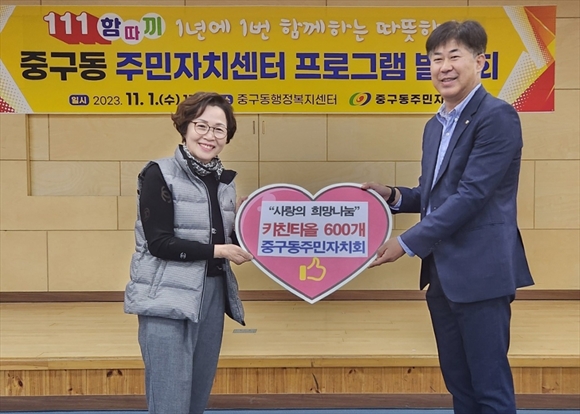 111 함따끼 1년에 1번 함께하는 따뜻한
중구동 주민자치센터 프로그램 발
회
일시 2023. 11. 1.(수) 중구동행정복지센터 중구동주민자
"사랑의 희망나눔"
키친타올 600개
중구동주민자치회